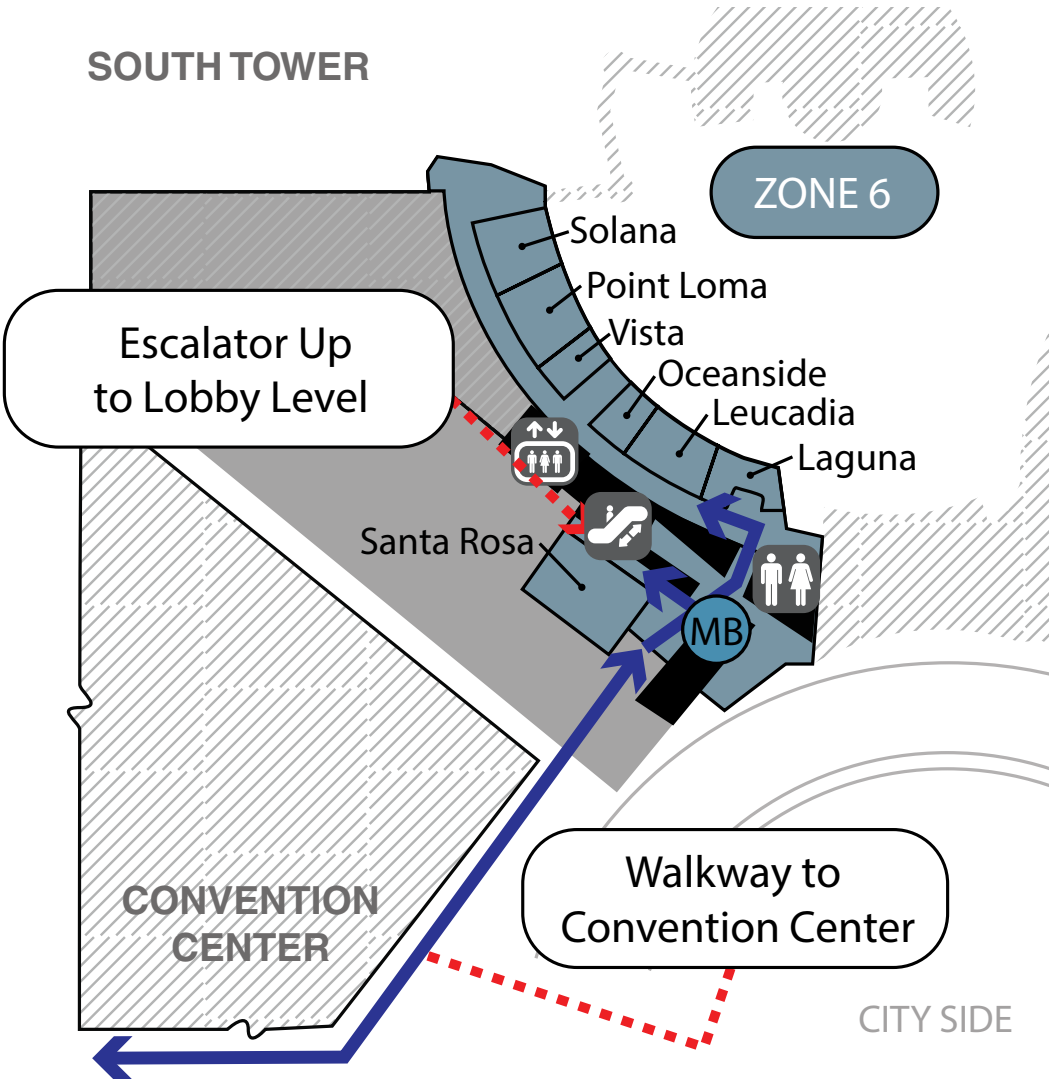 SOUTH TOWER
ZONE 6
Solana
Point Loma
Vista
Oceanside
Leucadia
Laguna
Escalator Up
to Lobby Level
Santa Rosa
MB
Walkway to
Convention Center
CONVENTION
CENTER
CITY SIDE